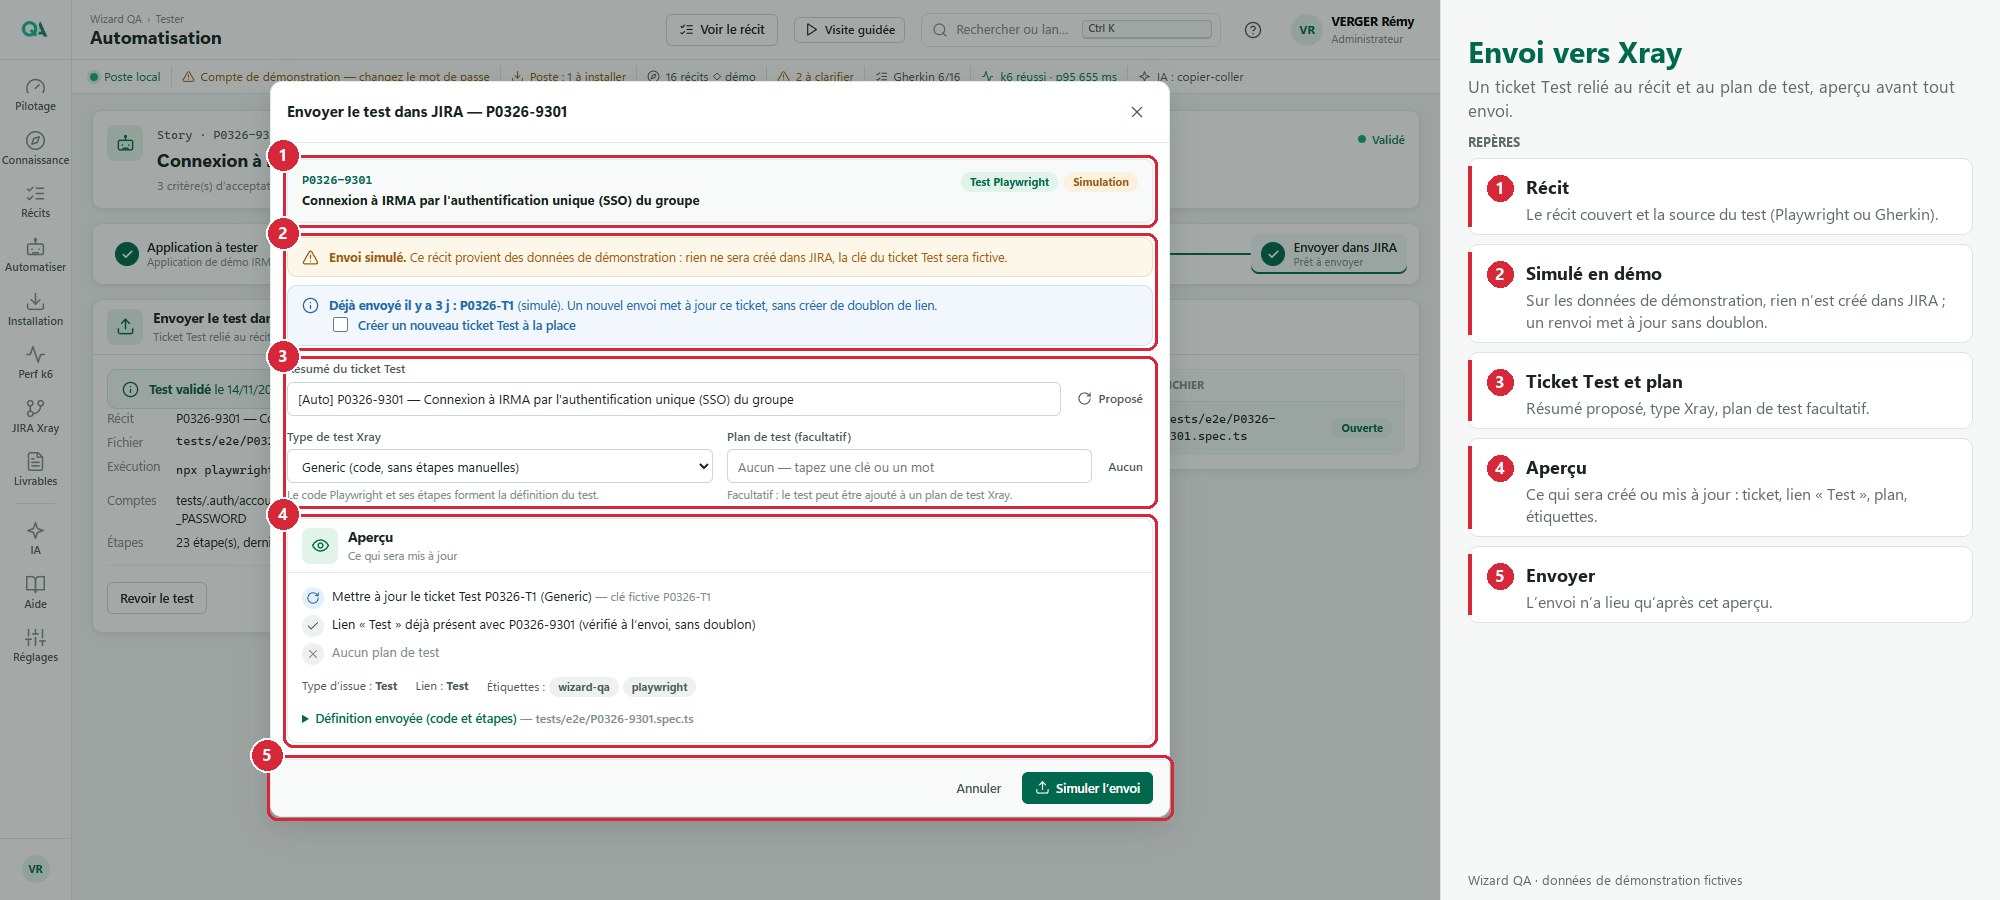 QA
Wizard QA › Tester
Automatisation
Voir le récit
Visite guidée
Rechercher ou lan...
Ctrl K
VR
VERGER Rémy
Administrateur
Poste local
Compte de démonstration — changez le mot de passe
Poste : 1 à installer
16 récits ◇ démo
2 à clarifier
Gherkin 6/16
k6 réussi · p95 655 ms
IA : copier-coller
Pilotage
Connaissance
Récits
Automatiser
Installation
Perf k6
JIRA Xray
Livrables
IA
Aide
Réglages
VR
Story · P0326-93
Connexion à
3 critère(s) d'acceptat
Validé
Application à tester
Application de démo IRM
Envoyer dans JIRA
Prêt à envoyer
Envoyer le test dan
Ticket Test relié au récit
Test validé le 14/11/20
Récit
P0326-9301 — Co
Fichier
tests/e2e/P032
Exécution
npx playwright
Comptes
tests/.auth/accou
_PASSWORD
Étapes
23 étape(s), derni
Revoir le test
ICHIER
ests/e2e/P0326-
301.spec.ts
Ouverte
Envoyer le test dans JIRA — P0326-9301
1
P0326-9301
Connexion à IRMA par l'authentification unique (SSO) du groupe
Test Playwright
Simulation
2
Envoi simulé. Ce récit provient des données de démonstration : rien ne sera créé dans JIRA, la clé du ticket Test sera fictive.
Déjà envoyé il y a 3 j : P0326-T1 (simulé). Un nouvel envoi met à jour ce ticket, sans créer de doublon de lien.
Créer un nouveau ticket Test à la place
3
ésumé du ticket Test
[Auto] P0326-9301 — Connexion à IRMA par l'authentification unique (SSO) du groupe
Proposé
Type de test Xray
Plan de test (facultatif)
Generic (code, sans étapes manuelles)
Aucun — tapez une clé ou un mot
Aucun
Le code Playwright et ses étapes forment la définition du test.
Facultatif : le test peut être ajouté à un plan de test Xray.
4
Aperçu
Ce qui sera mis à jour
Mettre à jour le ticket Test P0326-T1 (Generic) — clé fictive P0326-T1
Lien « Test » déjà présent avec P0326-9301 (vérifié à l'envoi, sans doublon)
Aucun plan de test
Type d'issue : Test
Lien : Test
Étiquettes : wizard-qa playwright
Définition envoyée (code et étapes) — tests/e2e/P0326-9301.spec.ts
5
Annuler
Simuler l'envoi
Envoi vers Xray
Un ticket Test relié au récit et au plan de test, aperçu avant tout
envoi.
REPÈRES
1
Récit
Le récit couvert et la source du test (Playwright ou Gherkin).
2
Simulé en démo
Sur les données de démonstration, rien n'est créé dans JIRA ;
un renvoi met à jour sans doublon.
3
Ticket Test et plan
Résumé proposé, type Xray, plan de test facultatif.
4
Aperçu
Ce qui sera créé ou mis à jour : ticket, lien « Test », plan,
étiquettes.
5
Envoyer
L'envoi n'a lieu qu'après cet aperçu.
Wizard QA · données de démonstration fictives